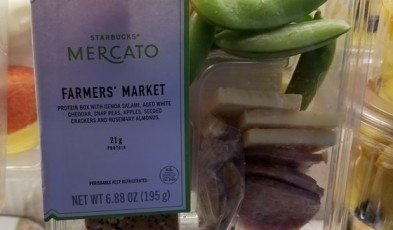 STARBUCKS®
MERCATO
FARMERS' MARKET
PROTEIN BOX WITH GENOA SALAMI, AGED WHITE
CHEDDAR, SNAP PEAS, APPLES, SEEDED
CRACKERS AND ROSEMARY ALMONDS.
21g
PROTEIN
PERISHABLE KEEP REFRIGERATED
NET WT 6.88 OZ (195 g)